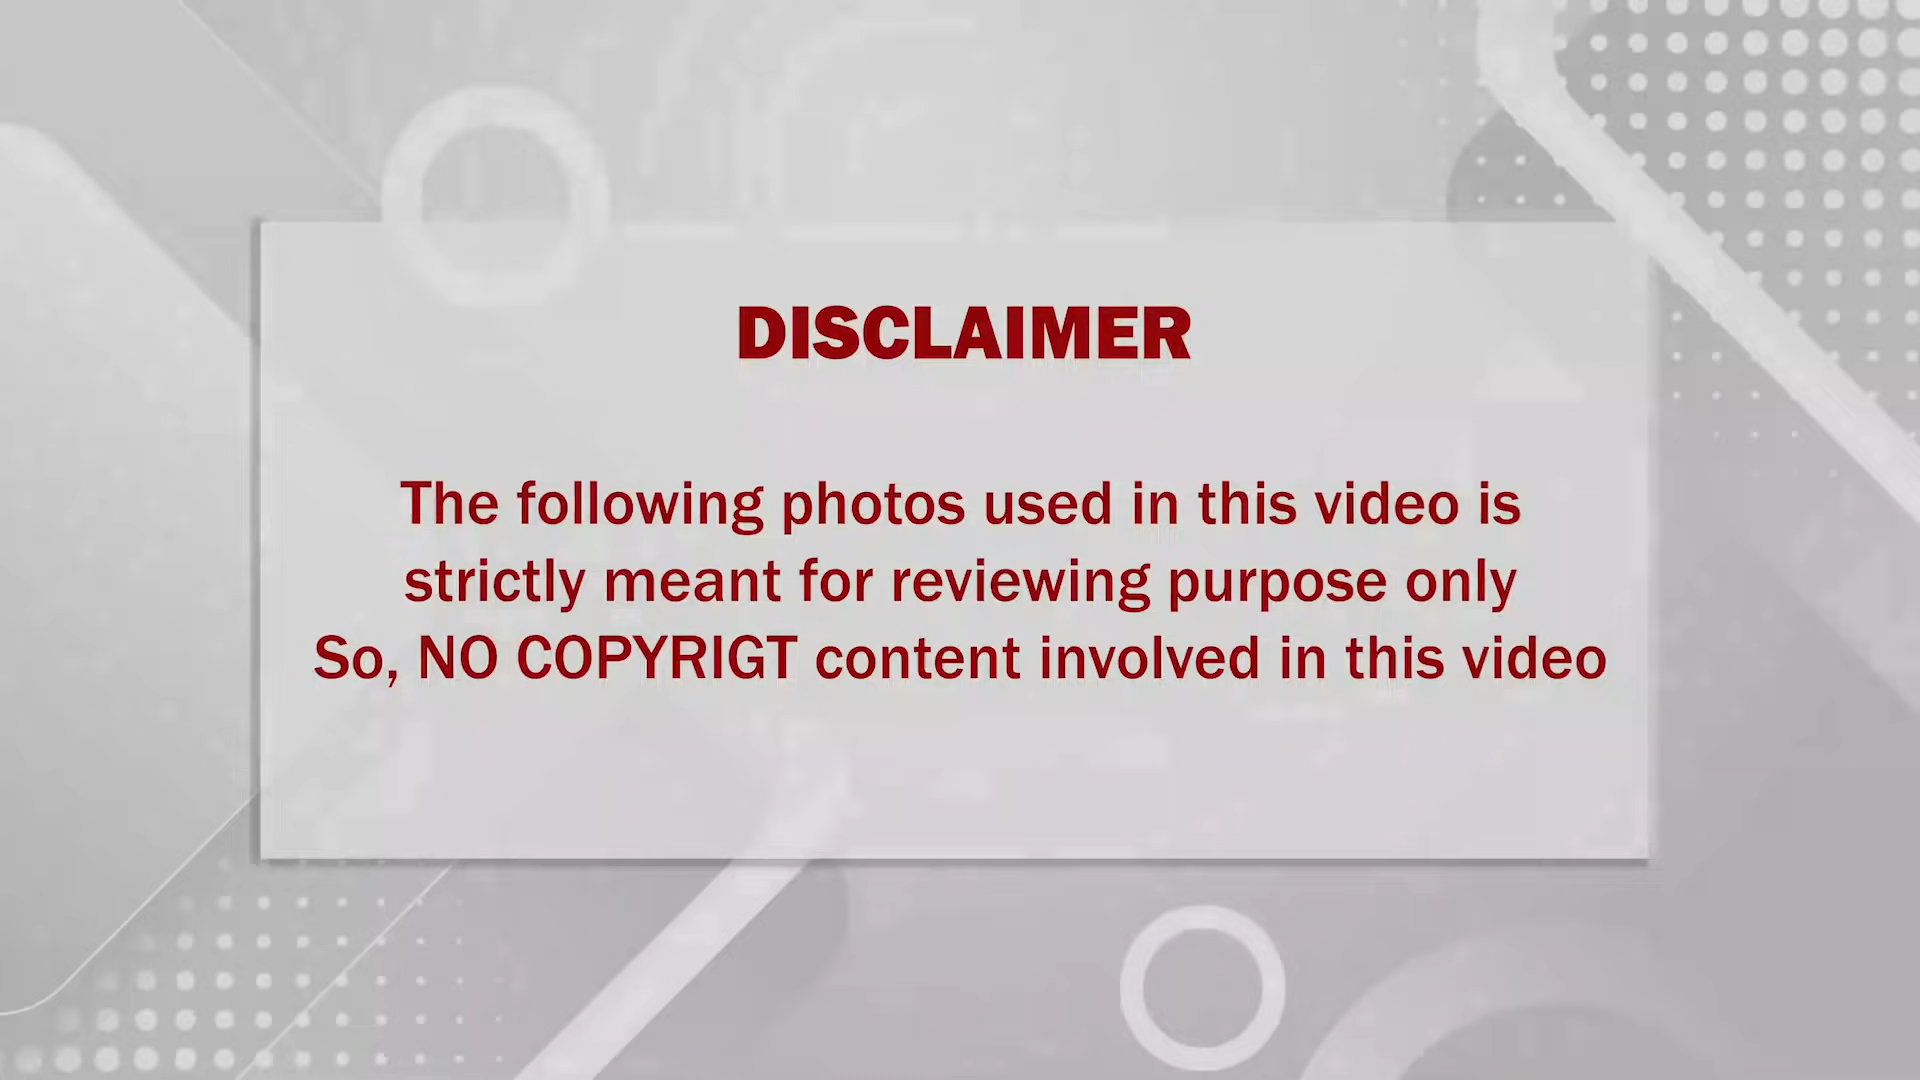 DISCLAIMER
The following photos used in this video is
strictly meant for reviewing purpose only
So, NO COPYRIGT content involved in this video